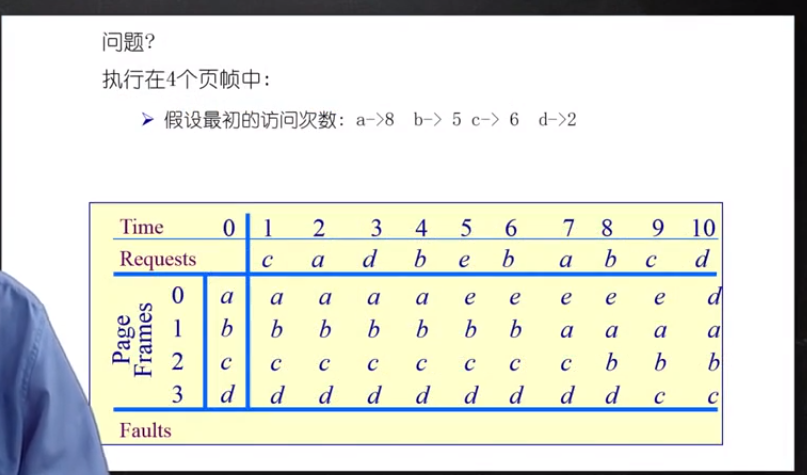 问题?
执行在4个页帧中:
假设最初的访问次数: a->8 b-> 5 c-> 6 d->2
Time 0 1 2 3 4 5 6 7 8 9 10
Requests c a d b e b a b c d
Page Frames
0 a a a a a e e e e e d
1 b b b b b b b a a a a
2 c c c c c c c c b b b
3 d d d d d d d d d c c
Faults